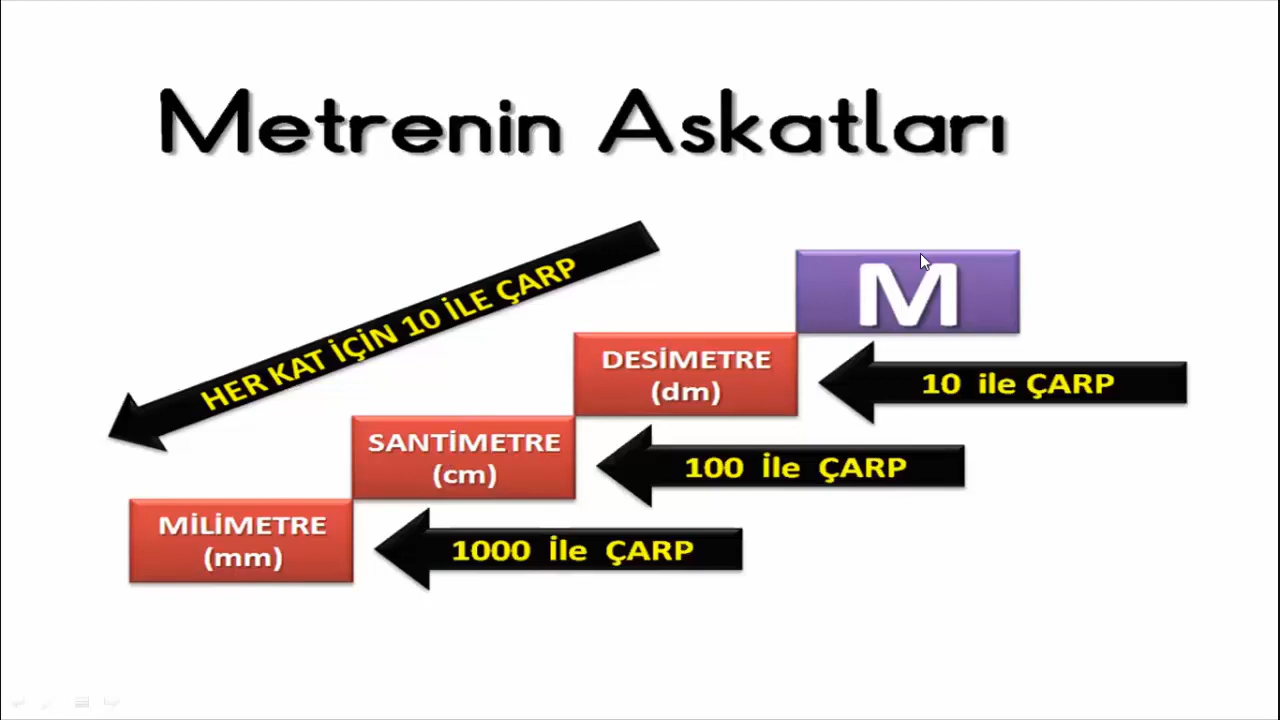 Metrenin Askatları
HER KAT İÇİN 10 İLE ÇARP
M
DESİMETRE
(dm)
10 ile ÇARP
SANTİMETRE
(cm)
100 İle ÇARP
MİLİMETRE
(mm)
1000 İle ÇARP